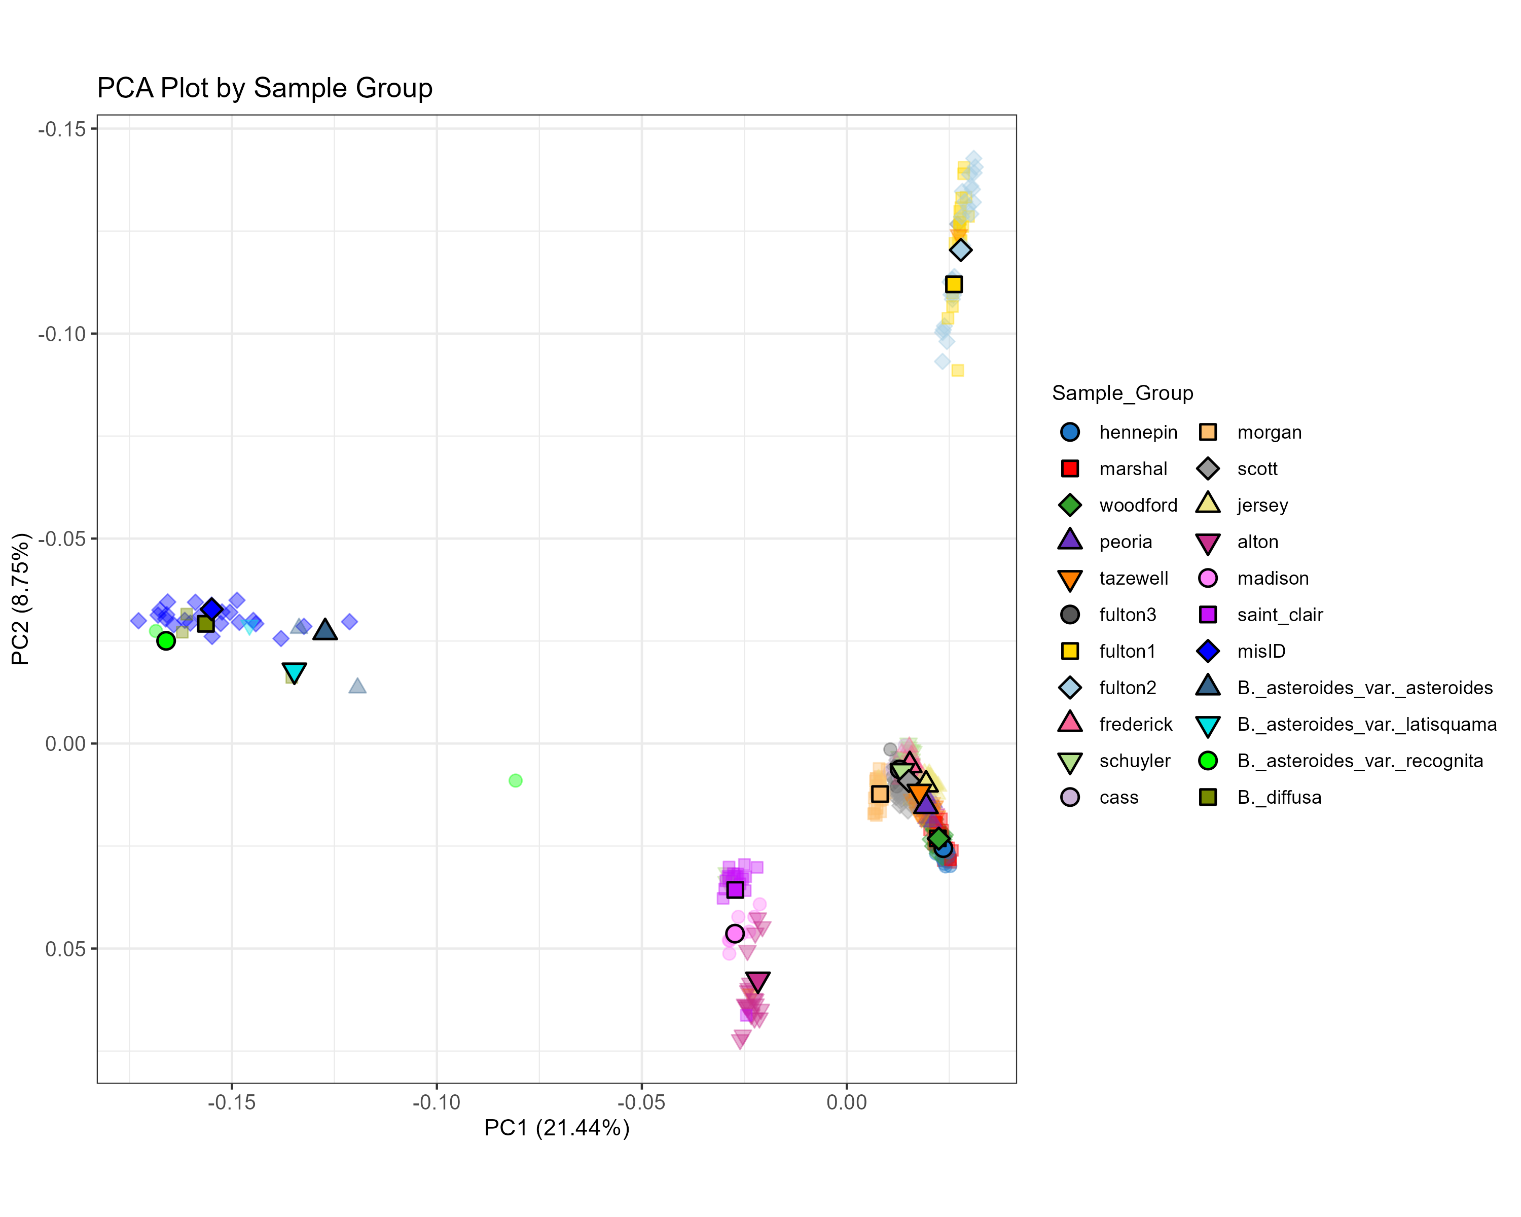 PCA Plot by Sample Group
-0.15
-0.10
-0.05
0.00
0.05
PC2 (8.75%)
-0.15 -0.10 -0.05 0.00
PC1 (21.44%)
Sample_Group
hennepin morgan
marshal scott
woodford jersey
peoria alton
tazewell madison
fulton3 saint_clair
fulton1 misID
fulton2 B._asteroides_var._asteroides
frederick B._asteroides_var._latisquama
schuyler B._asteroides_var._recognita
cass B._diffusa